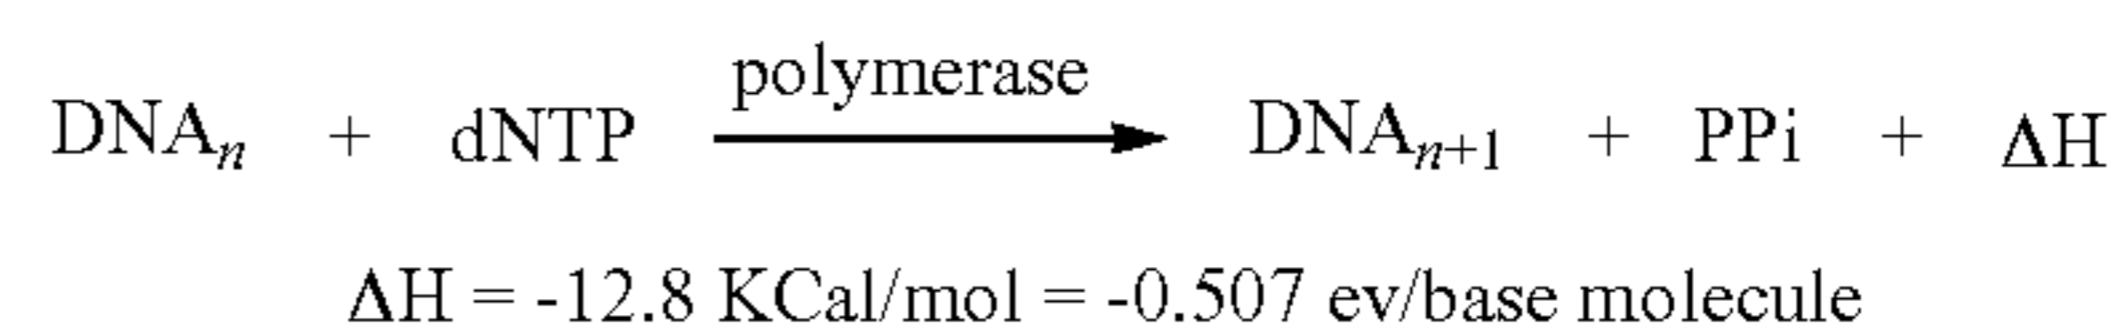 polymerase
DNAₙ + dNTP ⟶ DNAₙ₊₁ + PPi + ΔH
ΔH = -12.8 KCal/mol = -0.507 ev/base molecule